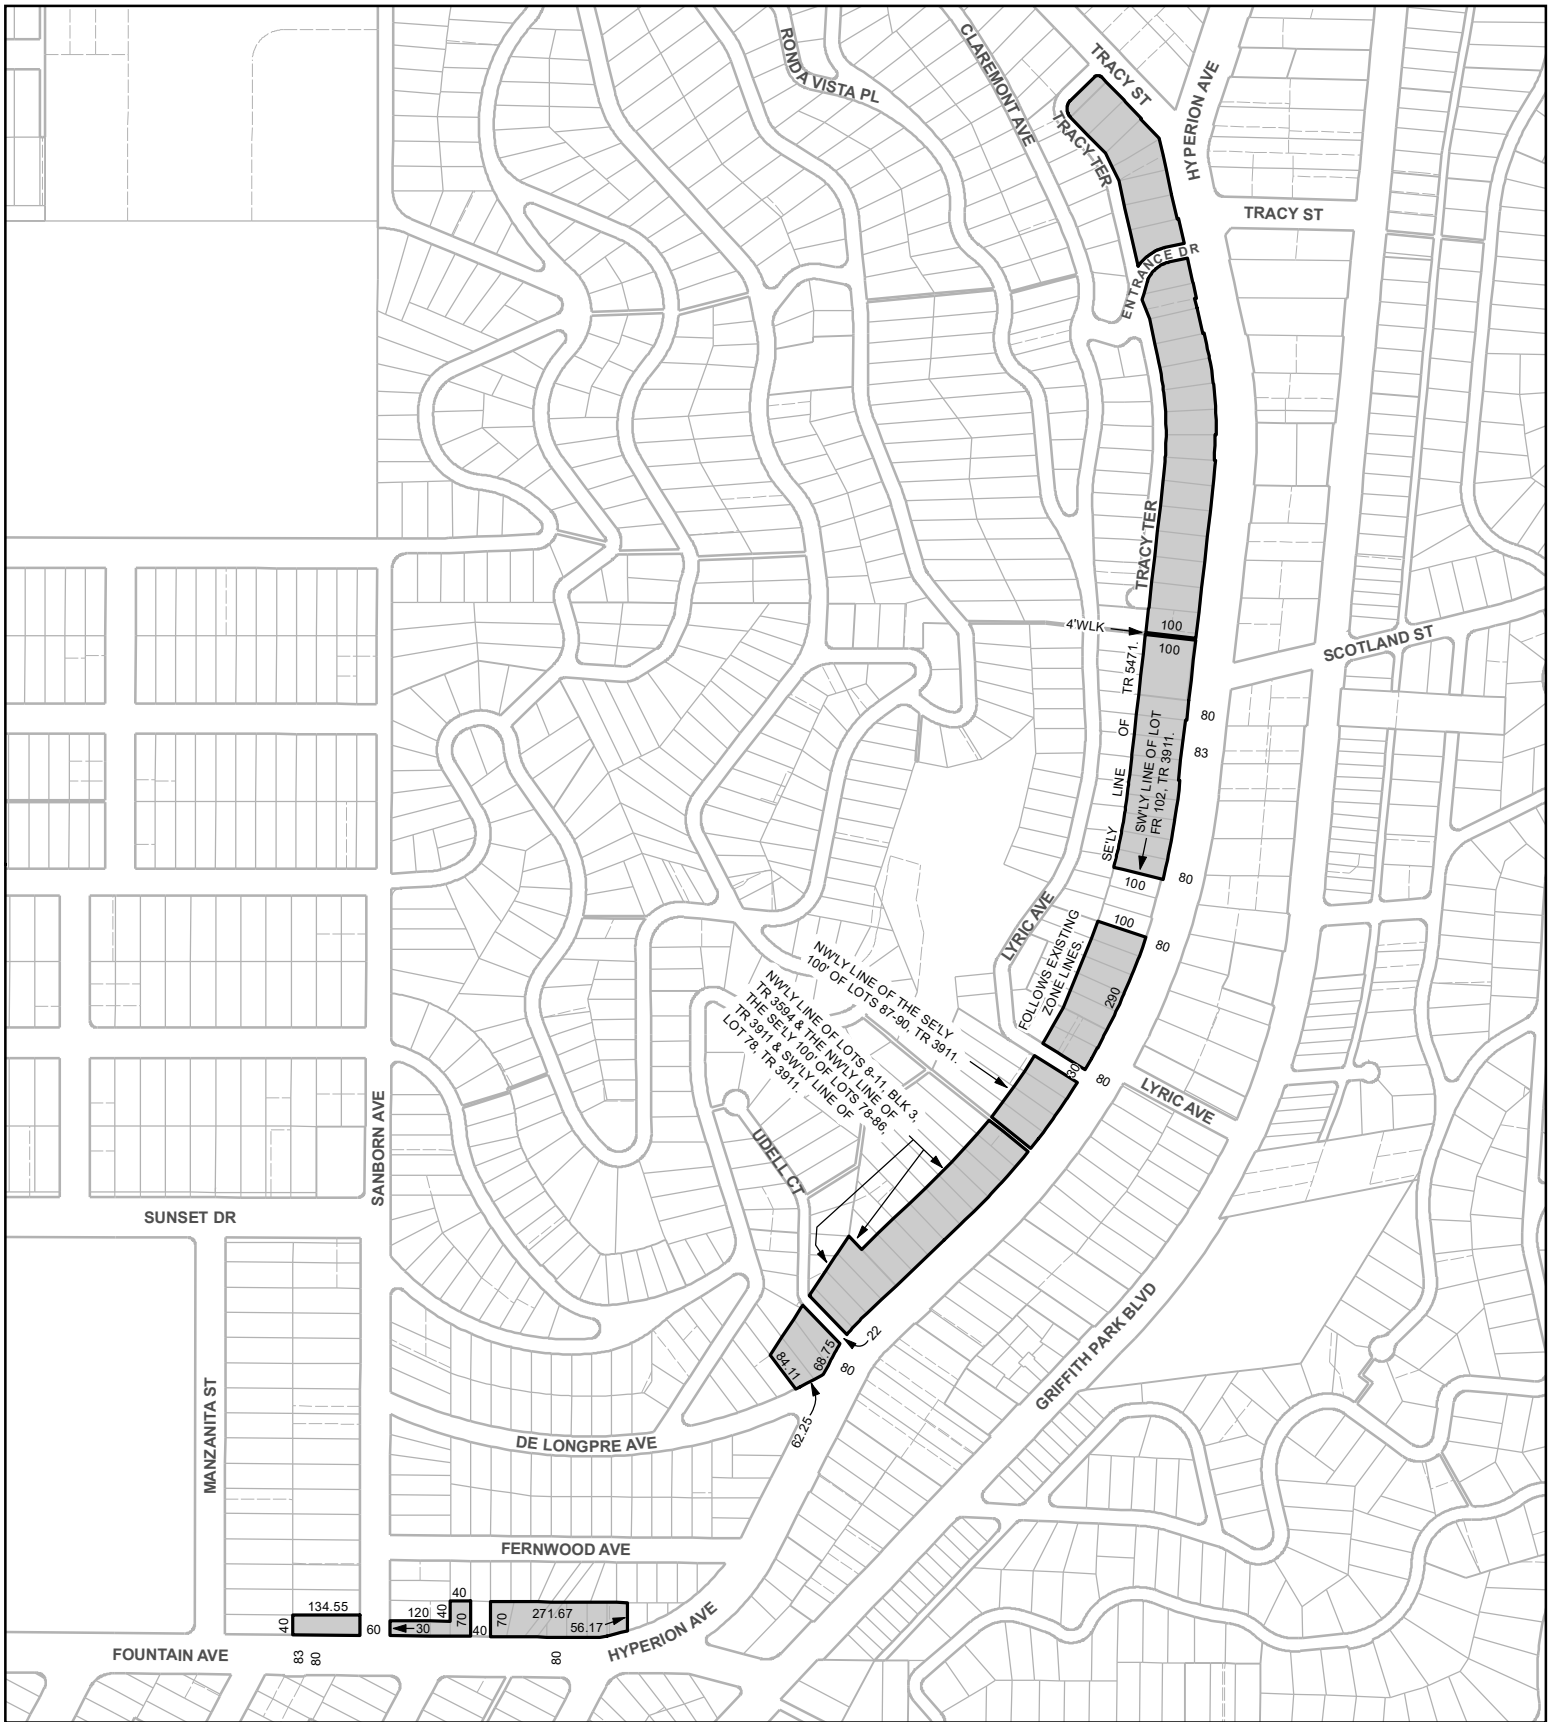 RONDA VISTA PL
CLAREMONT AVE
TRACY ST
HYPERION AVE
TRACY TER
TRACY ST
ENTRANCE DR
TRACY TER
4'WLK
100
100
SCOTLAND ST
SE'LY LINE OF TR 5471.
80
83
SW'LY LINE OF LOT
FR 102, TR 3911.
100
80
LYRIC AVE
100
80
FOLLOWS EXISTING
ZONE LINES.
290
NW'LY LINE OF THE SE'LY
100' OF LOTS 87-90, TR 3911.
NW'LY LINE OF LOTS 8-11, BLK 3,
TR 3594 & THE NW'LY LINE OF
THE SE'LY 100' OF LOTS 78-86,
TR 3911 & SW'LY LINE OF
LOT 78, TR 3911.
30
80
LYRIC AVE
UDELL CT
SANBORN AVE
SUNSET DR
22
84.11
68.75
80
62.25
GRIFFITH PARK BLVD
MANZANITA ST
DE LONGPRE AVE
FERNWOOD AVE
40
134.55
60
120
30
40
40
70
40
70
271.67
56.17
HYPERION AVE
FOUNTAIN AVE
83
80
80